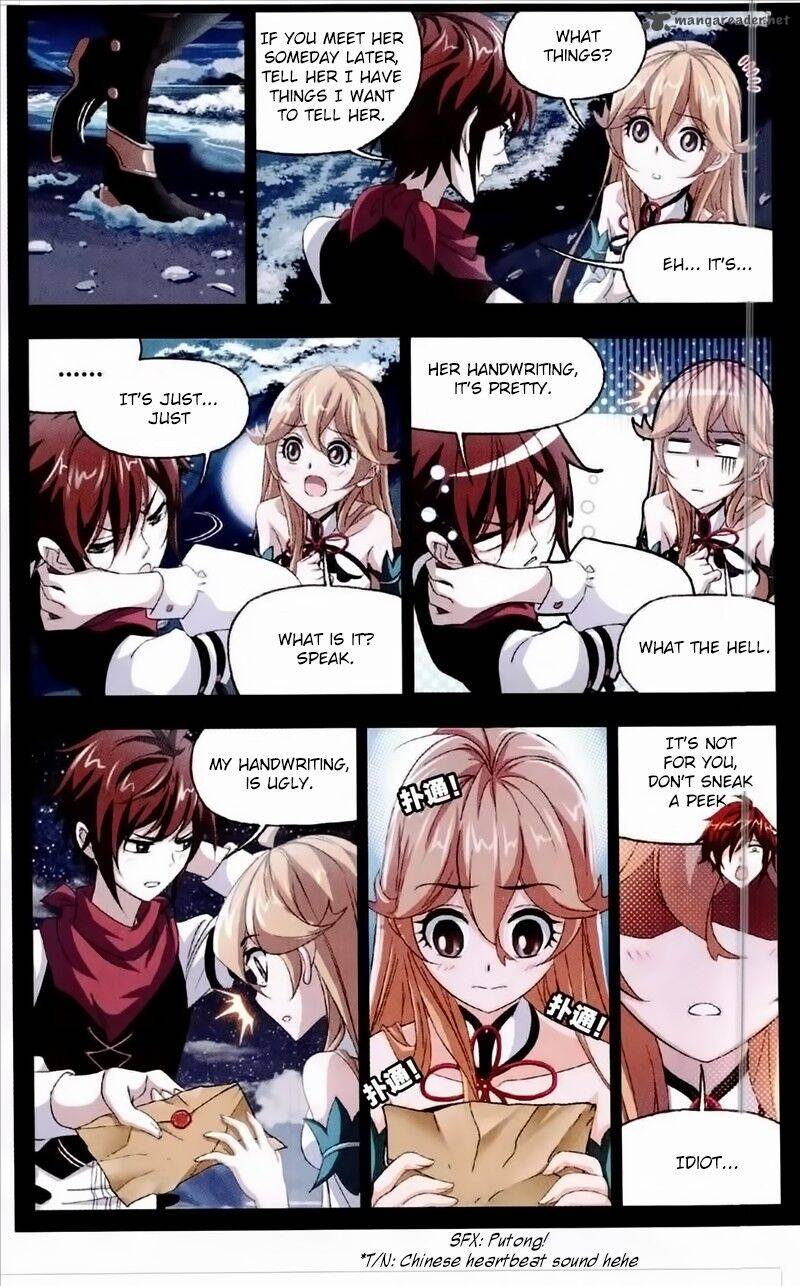 mangareader.net
IF YOU MEET HER
SOMEDAY LATER,
TELL HER I HAVE
THINGS I WANT
TO TELL HER.
WHAT
THINGS?
EH... IT'S...
......
IT'S JUST...
JUST
WHAT IS IT?
SPEAK.
HER HANDWRITING,
IT'S PRETTY.
WHAT THE HELL.
MY HANDWRITING,
IS UGLY.
扑通!
扑通!
扑通!
IT'S NOT
FOR YOU,
DON'T SNEAK
A PEEK.
IDIOT...
SFX: Putong!
*T/N: Chinese heartbeat sound hehe